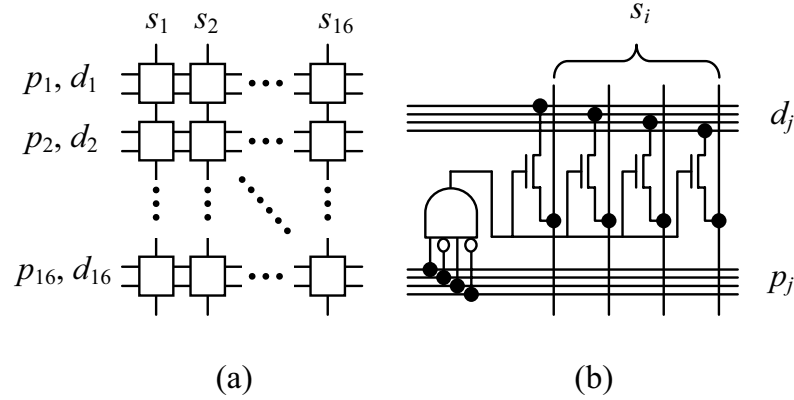 s₁ s₂ s₁₆
p₁, d₁
p₂, d₂
p₁₆, d₁₆
(a)
sᵢ
dⱼ
pⱼ
(b)